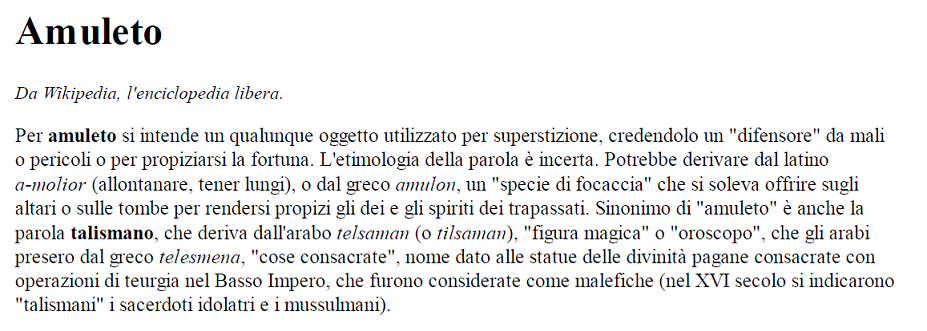 Amuleto
Da Wikipedia, l'enciclopedia libera.
Per amuleto si intende un qualunque oggetto utilizzato per superstizione, credendolo un "difensore" da mali
o pericoli o per propiziarsi la fortuna. L'etimologia della parola è incerta. Potrebbe derivare dal latino
a-molior (allontanare, tener lungi), o dal greco amulon, un "specie di focaccia" che si soleva offrire sugli
altari o sulle tombe per rendersi propizi gli dei e gli spiriti dei trapassati. Sinonimo di "amuleto" è anche la
parola talismano, che deriva dall'arabo telsaman (o tilsaman), "figura magica" o "oroscopo", che gli arabi
presero dal greco telesmena, "cose consacrate", nome dato alle statue delle divinità pagane consacrate con
operazioni di teurgia nel Basso Impero, che furono considerate come malefiche (nel XVI secolo si indicarono
"talismani" i sacerdoti idolatri e i mussulmani).